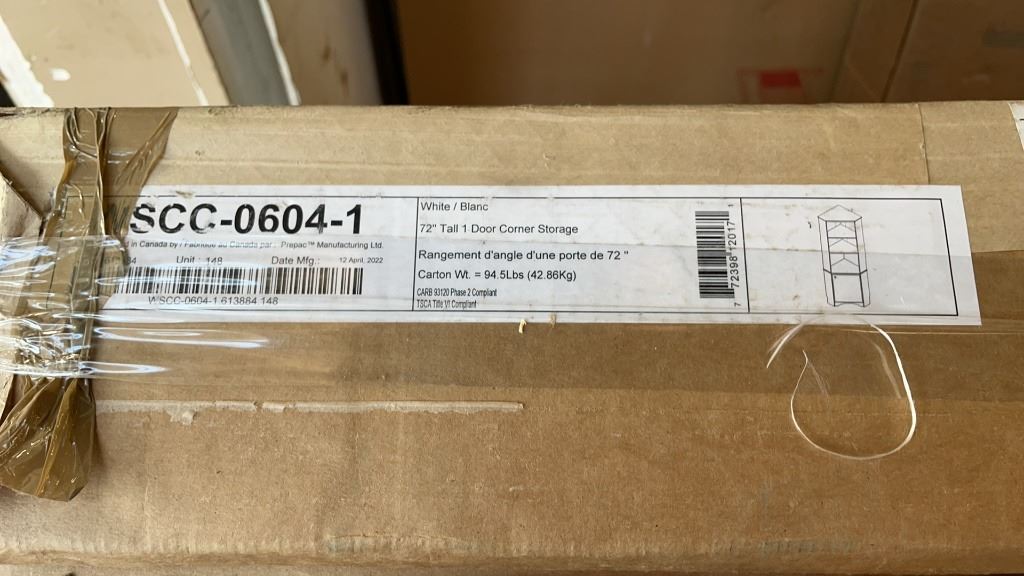 WSCC-0604-1
d in Canada by / Fabriqué au Canada par : Prepac™ Manufacturing Ltd.
84 Unit : 148 Date Mfg.: 12 April, 2022
WSCC-0604-1 613884 148
White / Blanc
72" Tall 1 Door Corner Storage
Rangement d'angle d'une porte de 72 "
Carton Wt. = 94.5Lbs (42.86Kg)
CARB 93120 Phase 2 Compliant
TSCA Title VI Compliant
7 72398 12017 1